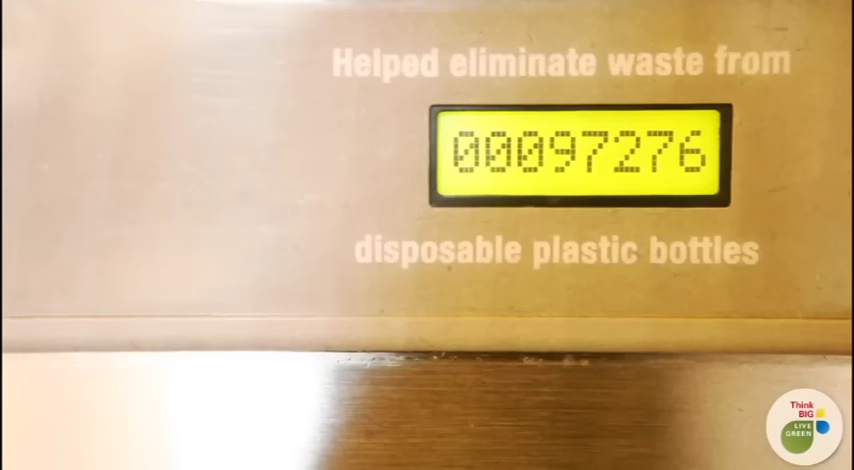 Helped eliminate waste from
00097276
disposable plastic bottles
Think
BIG
LIVE
GREEN